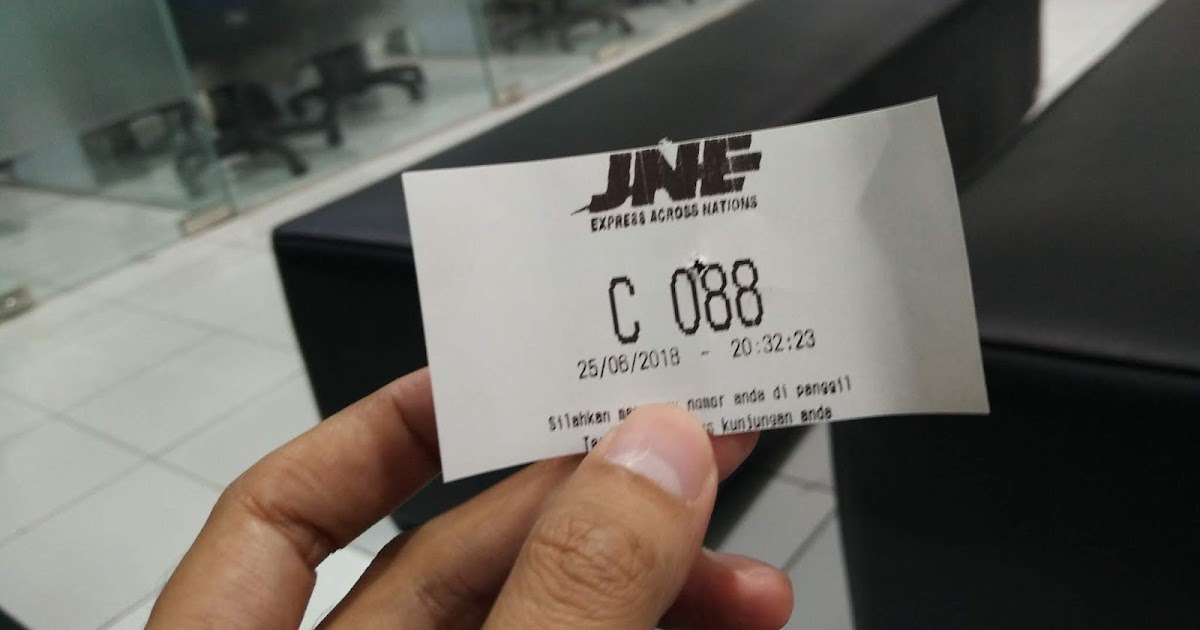 JNE
EXPRESS ACROSS NATIONS
C 088
25/06/2018 - 20:32:23
Silahkan nomor anda di panggil
kunjungan anda